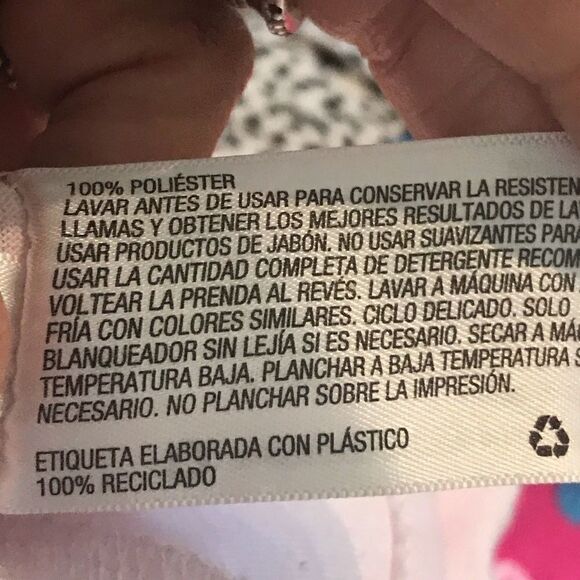 100% POLIÉSTER
LAVAR ANTES DE USAR PARA CONSERVAR LA
LLAMAS Y OBTENER LOS MEJORES RESULTADOS DE
USAR PRODUCTOS DE JABÓN. NO USAR SUAVIZANTES
USAR LA CANTIDAD COMPLETA DE DETERGENTE
VOLTEAR LA PRENDA AL REVÉS. LAVAR A MÁQUINA CON
FRÍA CON COLORES SIMILARES. CICLO DELICADO. SOLO
BLANQUEADOR SIN LEJÍA SI ES NECESARIO. SECAR A
TEMPERATURA BAJA. PLANCHAR A BAJA TEMPERATURA
NECESARIO. NO PLANCHAR SOBRE LA IMPRESIÓN.
ETIQUETA ELABORADA CON PLÁSTICO
100% RECICLADO